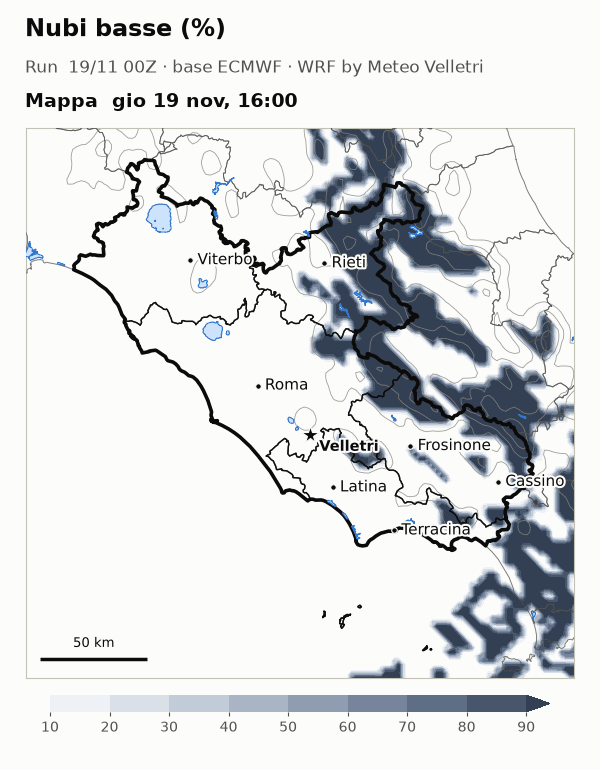 Nubi basse (%)
Run  19/11 00Z · base ECMWF · WRF by Meteo Velletri
Mappa  gio 19 nov, 16:00
Viterbo
Rieti
Roma
Velletri
Frosinone
Cassino
Latina
Terracina
50 km
10 20 30 40 50 60 70 80 90